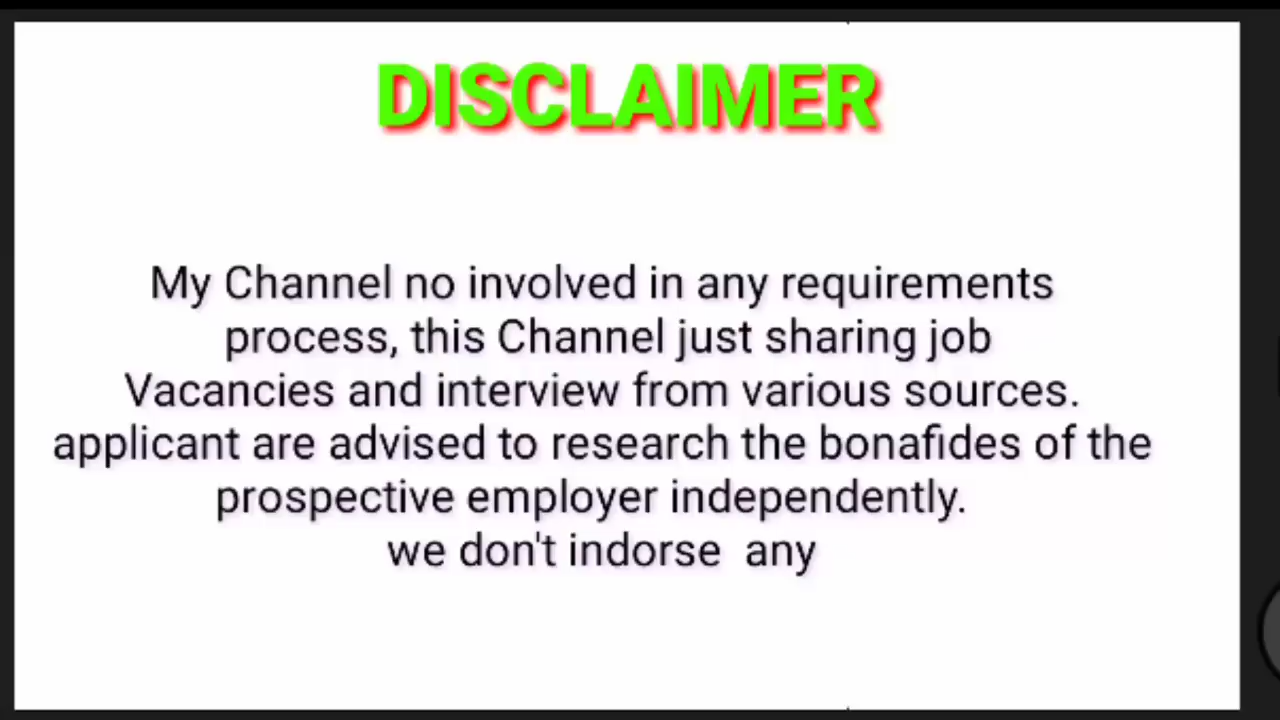 DISCLAIMER
My Channel no involved in any requirements
process, this Channel just sharing job
Vacancies and interview from various sources.
applicant are advised to research the bonafides of the
prospective employer independently.
we don't indorse  any